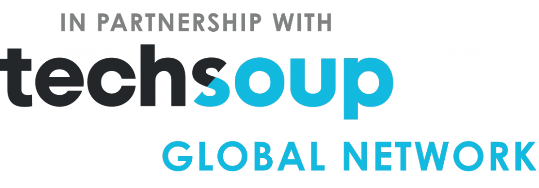 IN PARTNERSHIP WITH
techsoup
GLOBAL NETWORK